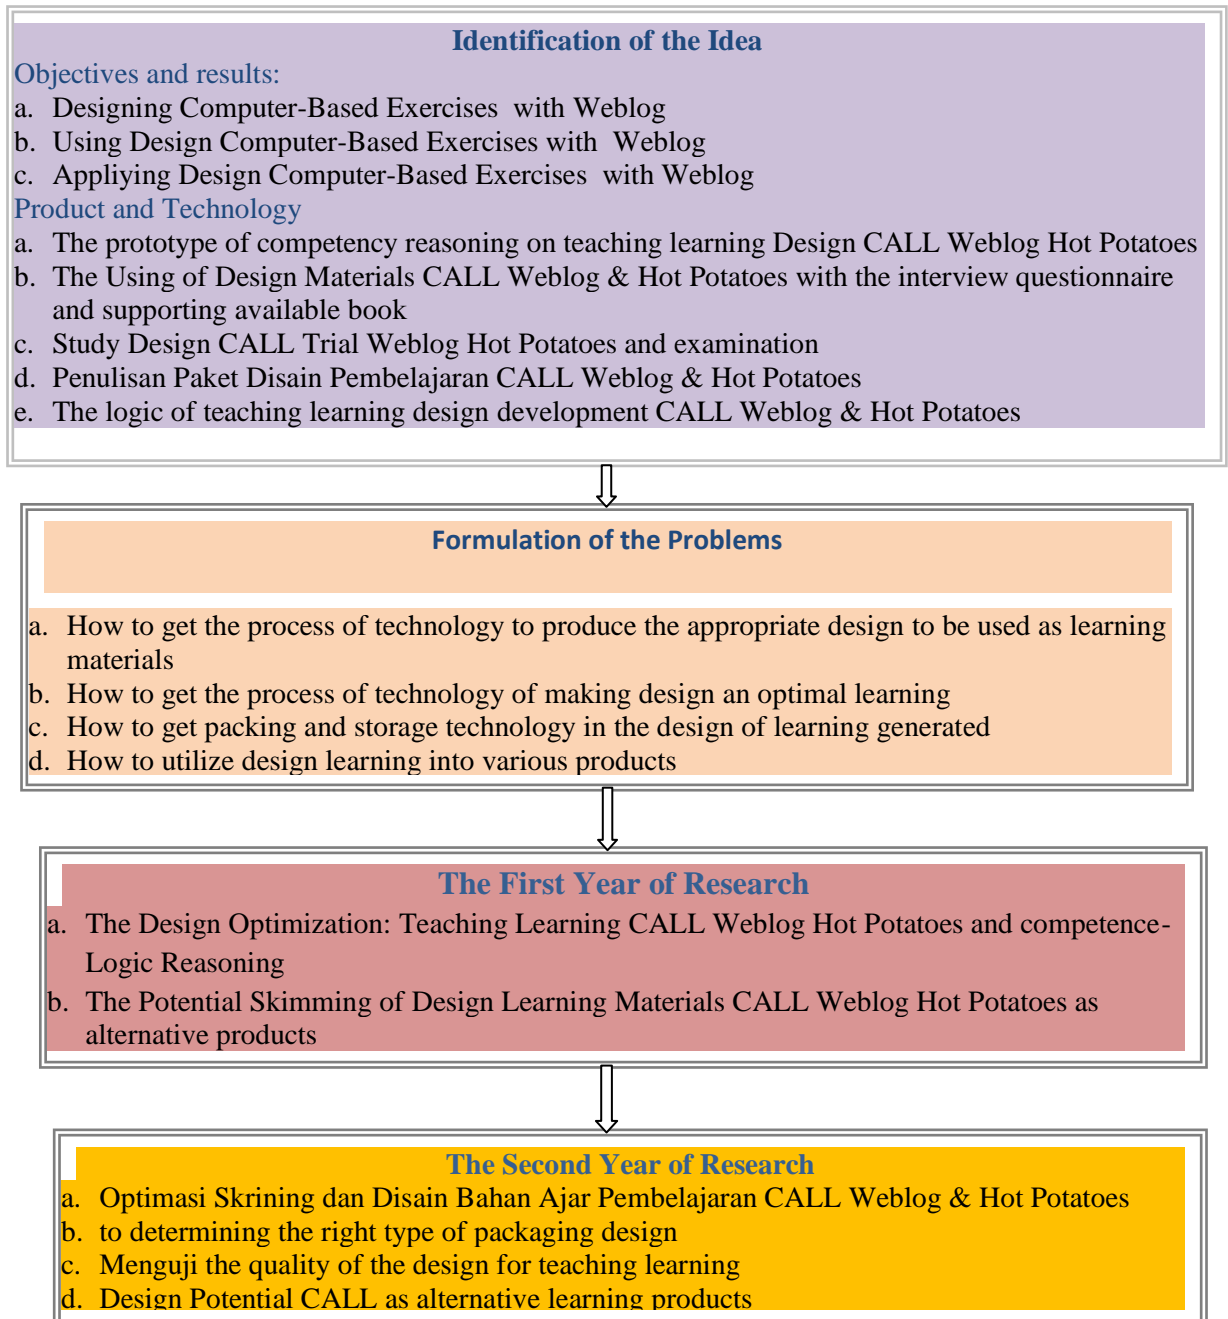 Identification of the Idea
Objectives and results:
a. Designing Computer-Based Exercises with Weblog
b. Using Design Computer-Based Exercises with Weblog
c. Appliying Design Computer-Based Exercises with Weblog
Product and Technology
a. The prototype of competency reasoning on teaching learning Design CALL Weblog Hot Potatoes
b. The Using of Design Materials CALL Weblog & Hot Potatoes with the interview questionnaire
and supporting available book
c. Study Design CALL Trial Weblog Hot Potatoes and examination
d. Penulisan Paket Disain Pembelajaran CALL Weblog & Hot Potatoes
e. The logic of teaching learning design development CALL Weblog & Hot Potatoes
Formulation of the Problems
a. How to get the process of technology to produce the appropriate design to be used as learning
materials
b. How to get the process of technology of making design an optimal learning
c. How to get packing and storage technology in the design of learning generated
d. How to utilize design learning into various products
The First Year of Research
a. The Design Optimization: Teaching Learning CALL Weblog Hot Potatoes and competence-
Logic Reasoning
b. The Potential Skimming of Design Learning Materials CALL Weblog Hot Potatoes as
alternative products
The Second Year of Research
a. Optimasi Skrining dan Disain Bahan Ajar Pembelajaran CALL Weblog & Hot Potatoes
b. to determining the right type of packaging design
c. Menguji the quality of the design for teaching learning
d. Design Potential CALL as alternative learning products